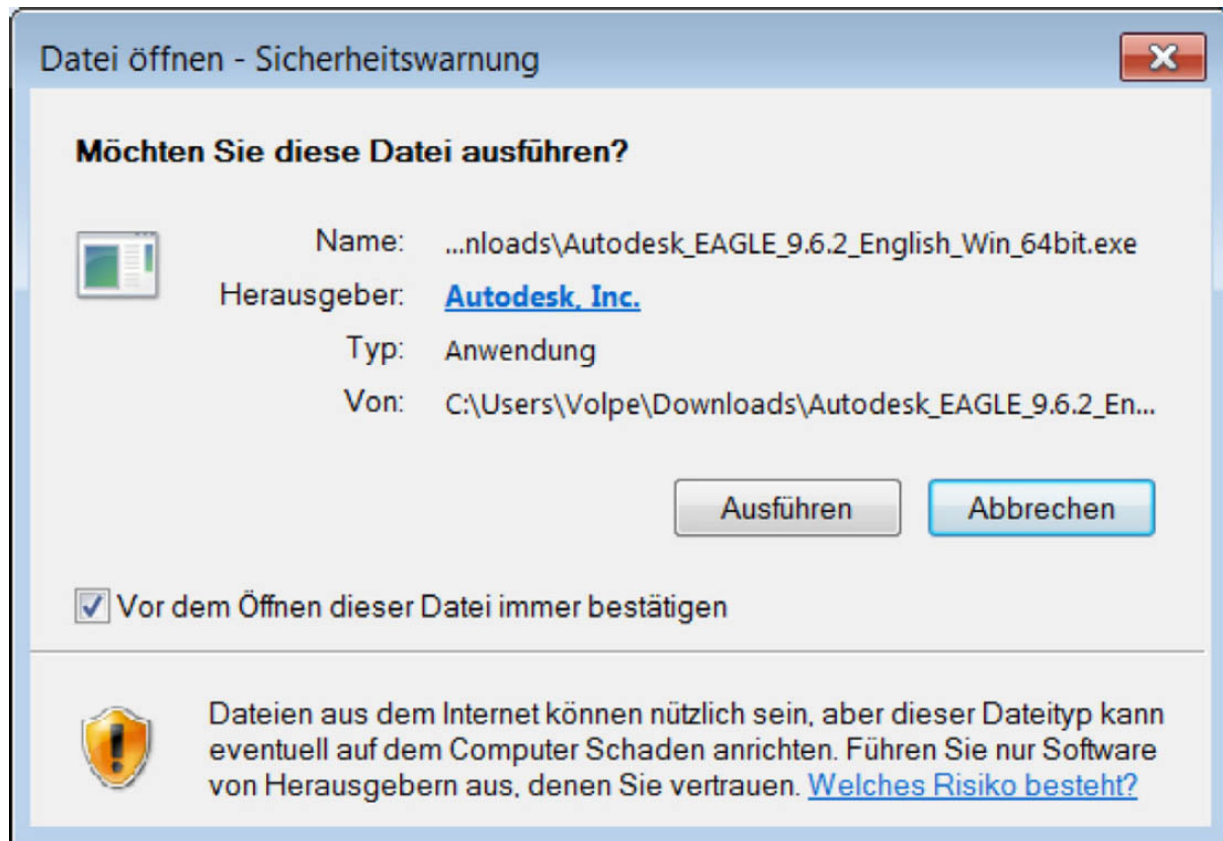 Datei öffnen - Sicherheitswarnung
Möchten Sie diese Datei ausführen?
Name: ...nloads\Autodesk_EAGLE_9.6.2_English_Win_64bit.exe
Herausgeber: Autodesk, Inc.
Typ: Anwendung
Von: C:\Users\Volpe\Downloads\Autodesk_EAGLE_9.6.2_En...
Ausführen Abbrechen
Vor dem Öffnen dieser Datei immer bestätigen
Dateien aus dem Internet können nützlich sein, aber dieser Dateityp kann
eventuell auf dem Computer Schaden anrichten. Führen Sie nur Software
von Herausgebern aus, denen Sie vertrauen. Welches Risiko besteht?